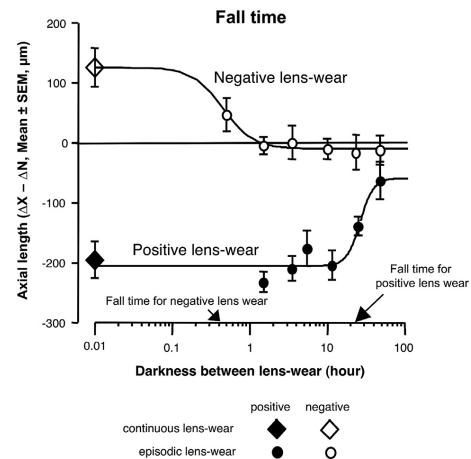 Fall time
Axial length (ΔX – ΔN, Mean ± SEM, µm)
200
100
0
-100
-200
-300
Negative lens-wear
Positive lens-wear
Fall time for
positive lens wear
Fall time for negative lens wear
0.01
0.1
1
10
100
Darkness between lens-wear (hour)
positive negative
continuous lens-wear
episodic lens-wear